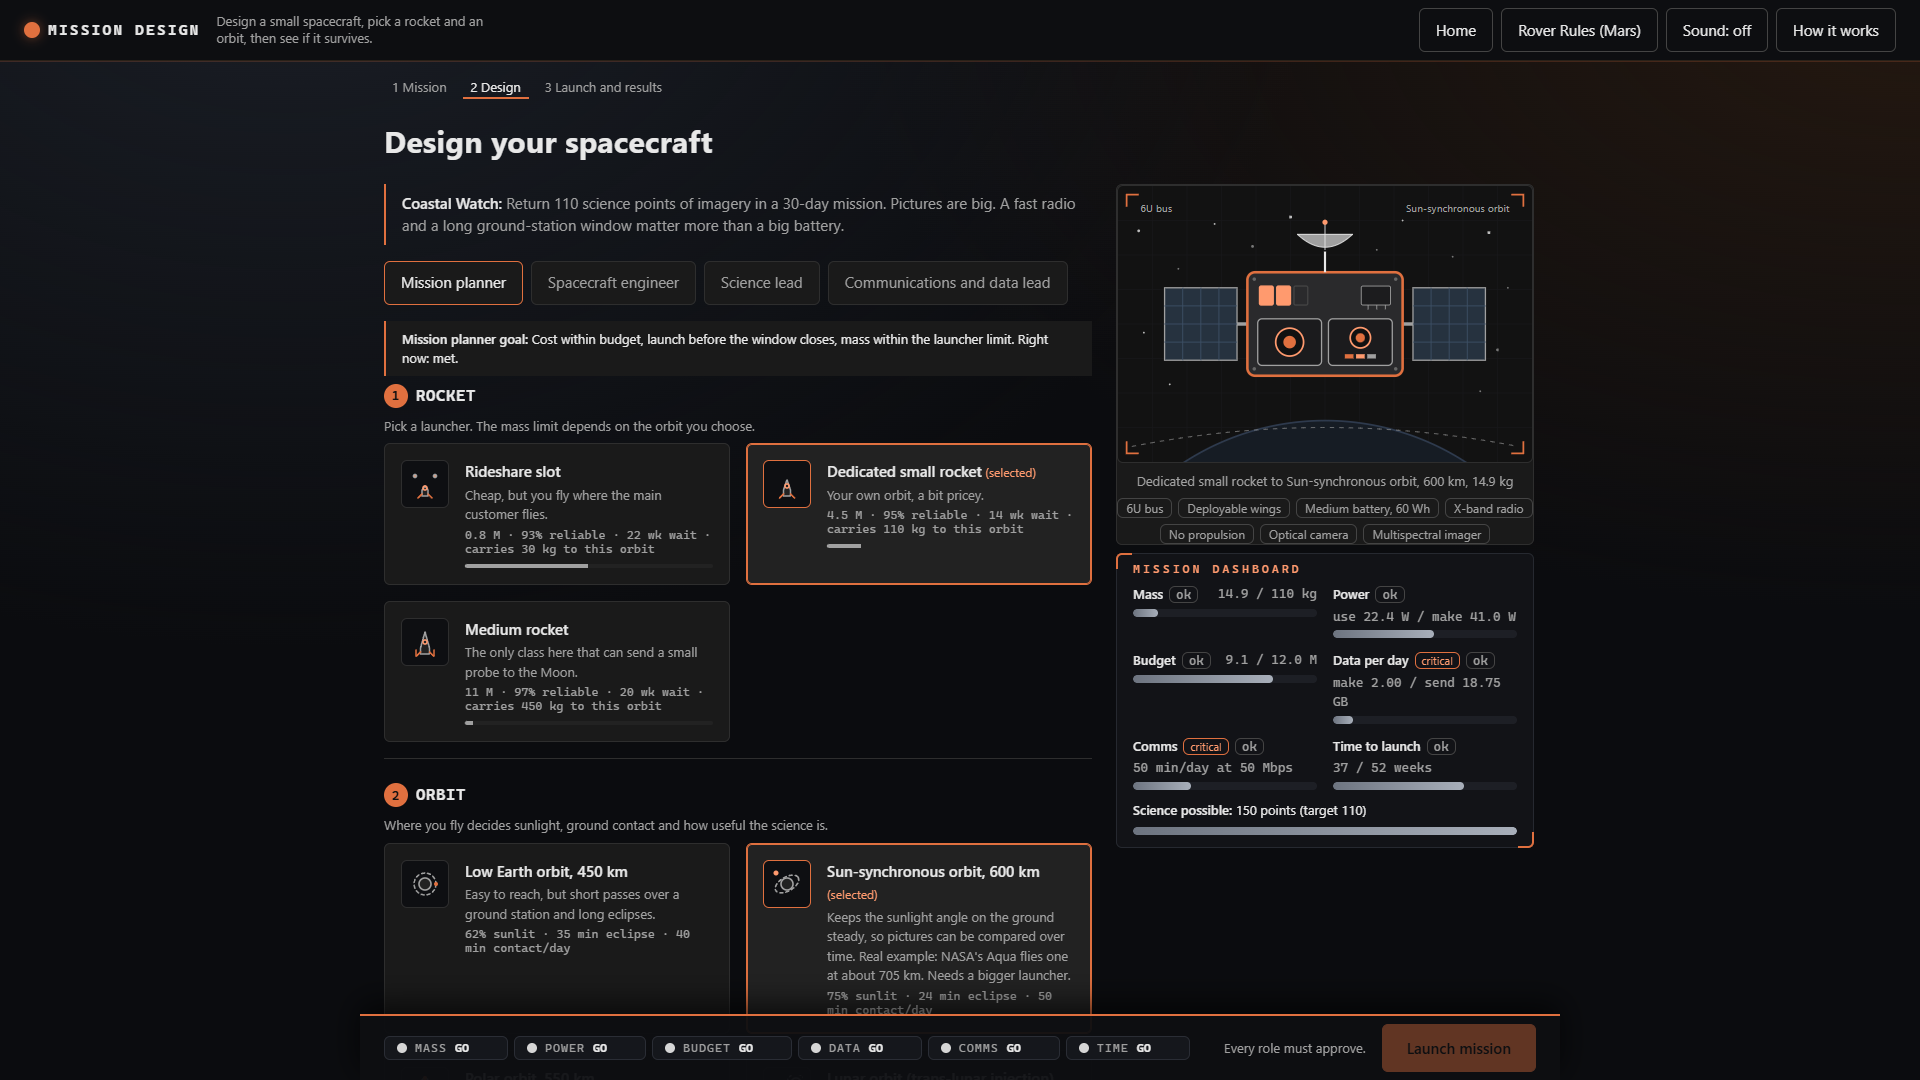 MISSION DESIGN
Design a small spacecraft, pick a rocket and an
orbit, then see if it survives.
Home
Rover Rules (Mars)
Sound: off
How it works
1 Mission
2 Design
3 Launch and results
Design your spacecraft
Coastal Watch: Return 110 science points of imagery in a 30-day mission. Pictures are big. A fast radio
and a long ground-station window matter more than a big battery.
Mission planner
Spacecraft engineer
Science lead
Communications and data lead
Mission planner goal: Cost within budget, launch before the window closes, mass within the launcher limit. Right
now: met.
1 ROCKET
Pick a launcher. The mass limit depends on the orbit you choose.
Rideshare slot
Cheap, but you fly where the main
customer flies.
0.8 M · 93% reliable · 22 wk wait ·
carries 30 kg to this orbit
Dedicated small rocket (selected)
Your own orbit, a bit pricey.
4.5 M · 95% reliable · 14 wk wait ·
carries 110 kg to this orbit
Medium rocket
The only class here that can send a small
probe to the Moon.
11 M · 97% reliable · 20 wk wait ·
carries 450 kg to this orbit
2 ORBIT
Where you fly decides sunlight, ground contact and how useful the science is.
Low Earth orbit, 450 km
Easy to reach, but short passes over a
ground station and long eclipses.
62% sunlit · 35 min eclipse · 40
min contact/day
Sun-synchronous orbit, 600 km
(selected)
Keeps the sunlight angle on the ground
steady, so pictures can be compared over
time. Real example: NASA's Aqua flies one
at about 705 km. Needs a bigger launcher.
75% sunlit · 24 min eclipse · 50
min contact/day
6U bus
Sun-synchronous orbit
Dedicated small rocket to Sun-synchronous orbit, 600 km, 14.9 kg
6U bus
Deployable wings
Medium battery, 60 Wh
X-band radio
No propulsion
Optical camera
Multispectral imager
MISSION DASHBOARD
Mass ok 14.9 / 110 kg
Power ok
use 22.4 W / make 41.0 W
Budget ok 9.1 / 12.0 M
Data per day critical ok
make 2.00 / send 18.75
GB
Comms critical ok
50 min/day at 50 Mbps
Time to launch ok
37 / 52 weeks
Science possible: 150 points (target 110)
MASS GO
POWER GO
BUDGET GO
DATA GO
COMMS GO
TIME GO
Every role must approve.
Launch mission
Polar orbit, 550 km
Lunar orbit (trans-lunar injection)